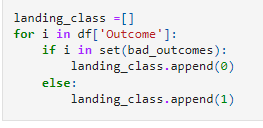 landing_class =[]
for i in df['Outcome']:
    if i in set(bad_outcomes):
        landing_class.append(0)
    else:
        landing_class.append(1)